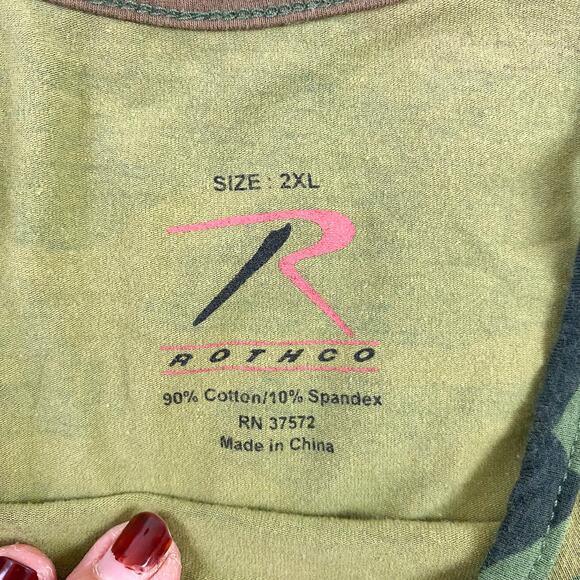 SIZE : 2XL
R
ROTHCO
90% Cotton/10% Spandex
RN 37572
Made in China